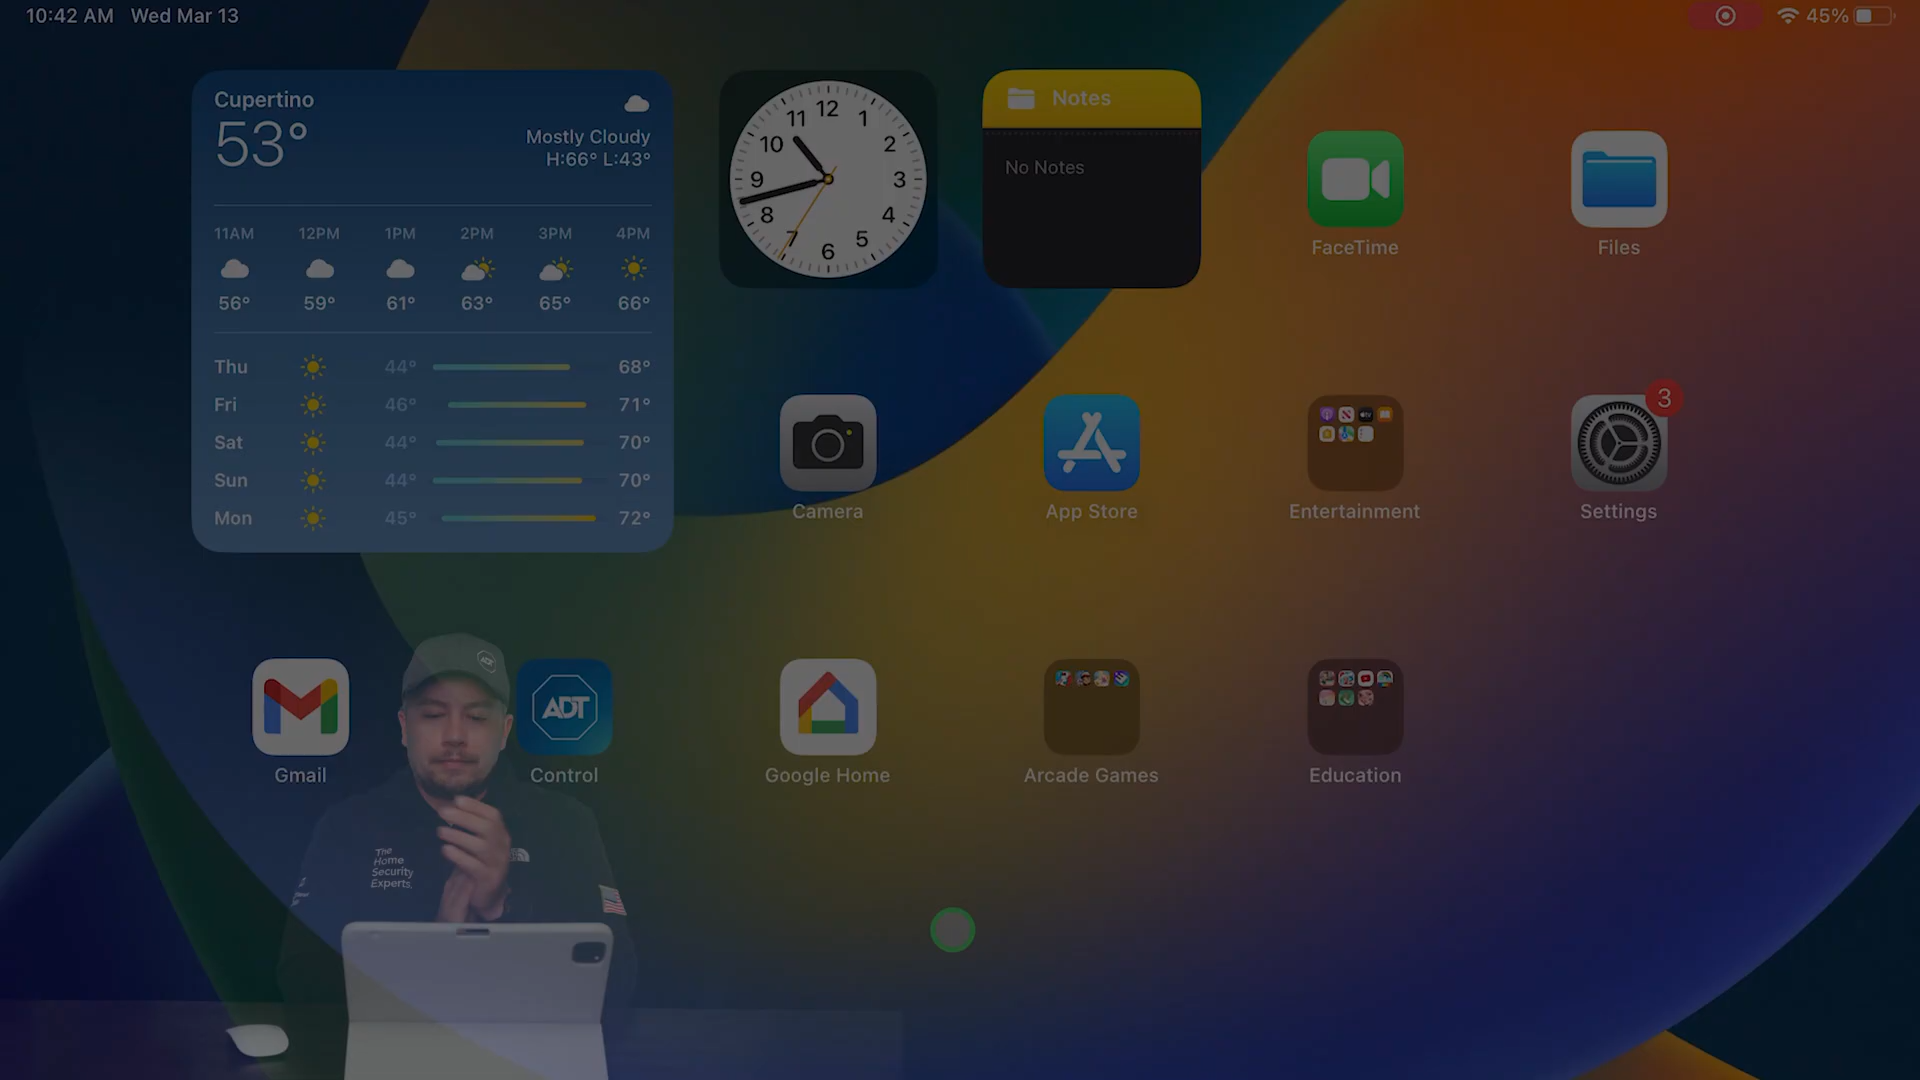 10:42 AM Wed Mar 13
45%
Cupertino
53°
Mostly Cloudy
H:66° L:43°
11AM 12PM 1PM 2PM 3PM 4PM
56° 59° 61° 63° 65° 66°
Thu 44° 68°
Fri 46° 71°
Sat 44° 70°
Sun 44° 70°
Mon 45° 72°
12
1
2
3
4
5
6
7
8
9
10
11
Notes
No Notes
FaceTime
Files
Camera
App Store
Entertainment
3
Settings
Gmail
ADT
Control
Google Home
Arcade Games
Education
ADT
The
Home
Security
Experts.